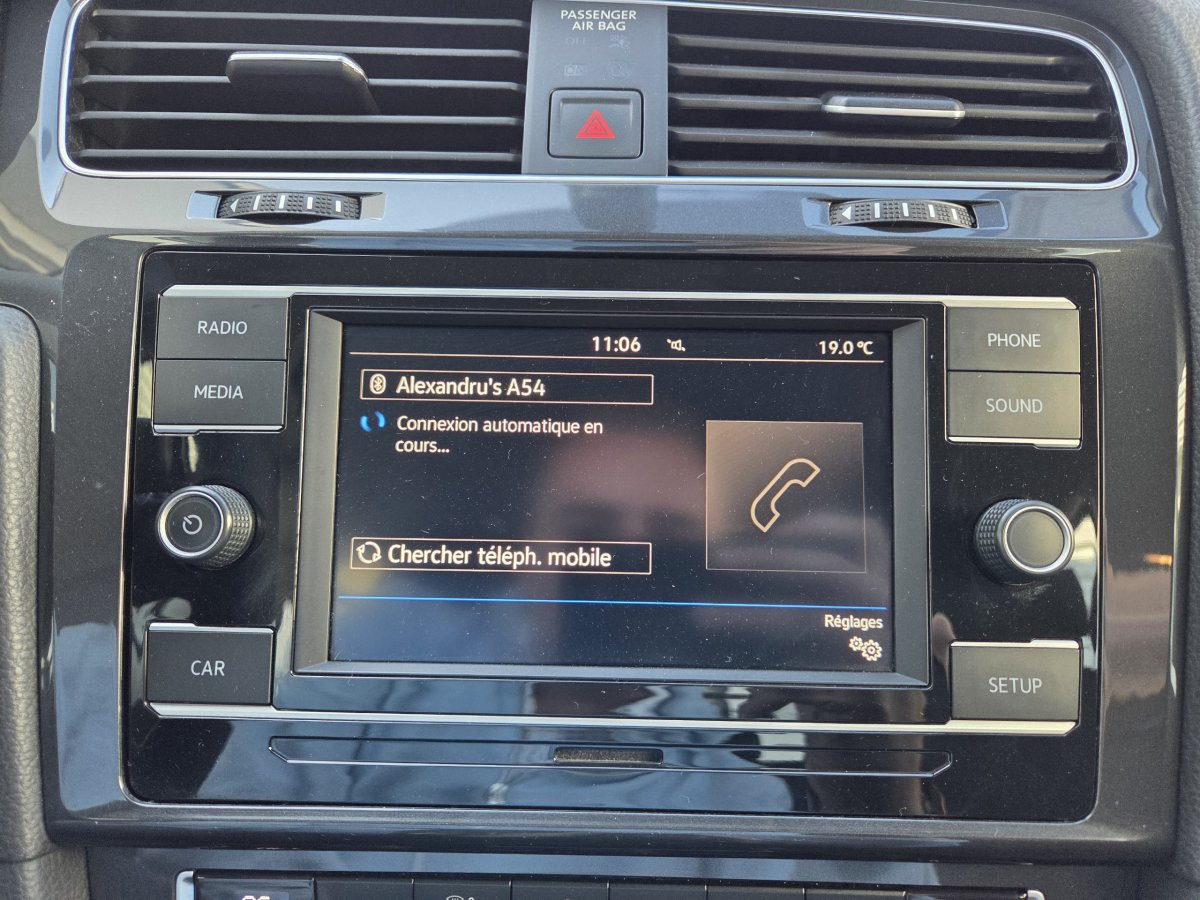 PASSENGER
AIR BAG
RADIO
MEDIA
PHONE
SOUND
11:06
19.0 °C
Alexandru's A54
Connexion automatique en
cours...
Chercher téléph. mobile
Réglages
CAR
SETUP